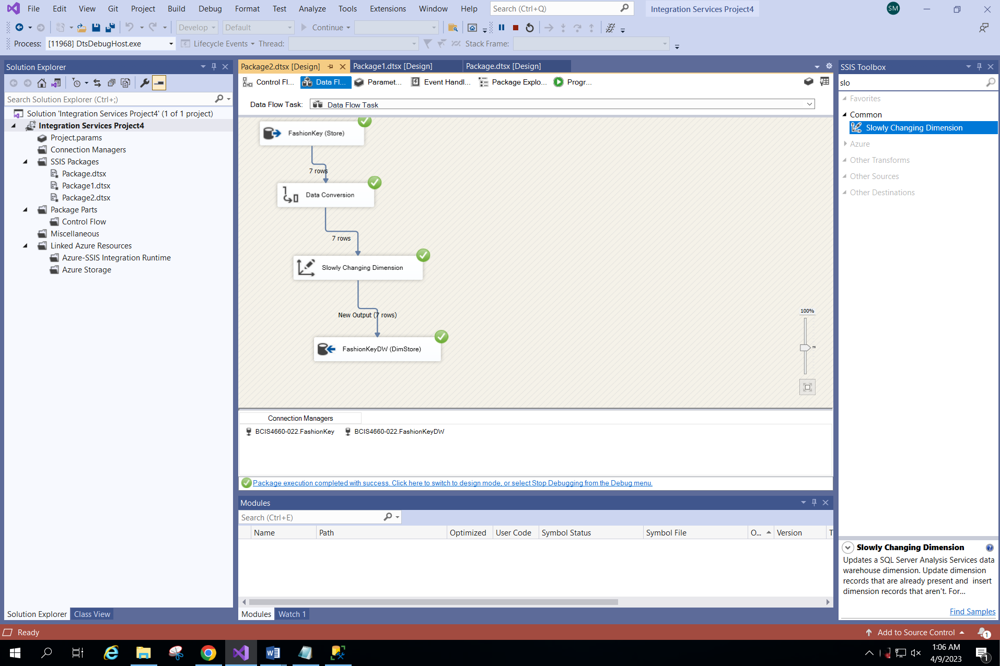 File Edit View Git Project Build Debug Format Test Analyze Tools Extensions Window Help Search (Ctrl+Q) Integration Services Project4 SM
Develop Default Continue
Process: [11968] DtsDebugHost.exe Lifecycle Events Thread: Stack Frame:
Solution Explorer
Search Solution Explorer (Ctrl+;)
Solution 'Integration Services Project4' (1 of 1 project)
Integration Services Project4
Project.params
Connection Managers
SSIS Packages
Package.dtsx
Package1.dtsx
Package2.dtsx
Package Parts
Control Flow
Miscellaneous
Linked Azure Resources
Azure-SSIS Integration Runtime
Azure Storage
Solution Explorer Class View
Package2.dtsx [Design] Package1.dtsx [Design] Package.dtsx [Design]
Control Fl... Data Fl... Paramet... Event Handl... Package Explo... Progr...
Data Flow Task: Data Flow Task
FashionKey (Store)
7 rows
Data Conversion
7 rows
Slowly Changing Dimension
New Output (7 rows)
FashionKeyDW (DimStore)
100%
Connection Managers
BCIS4660-022.FashionKey BCIS4660-022.FashionKeyDW
Package execution completed with success. Click here to switch to design mode, or select Stop Debugging from the Debug menu.
Modules
Search (Ctrl+E)
Name Path Optimized User Code Symbol Status Symbol File O... Version T
Modules Watch 1
SSIS Toolbox
slo
Favorites
Common
Slowly Changing Dimension
Azure
Other Transforms
Other Sources
Other Destinations
Slowly Changing Dimension
Updates a SQL Server Analysis Services data
warehouse dimension. Update dimension
records that are already present and insert
dimension records that aren't. For...
Find Samples
Ready Add to Source Control 1
1:06 AM
4/9/2023
1